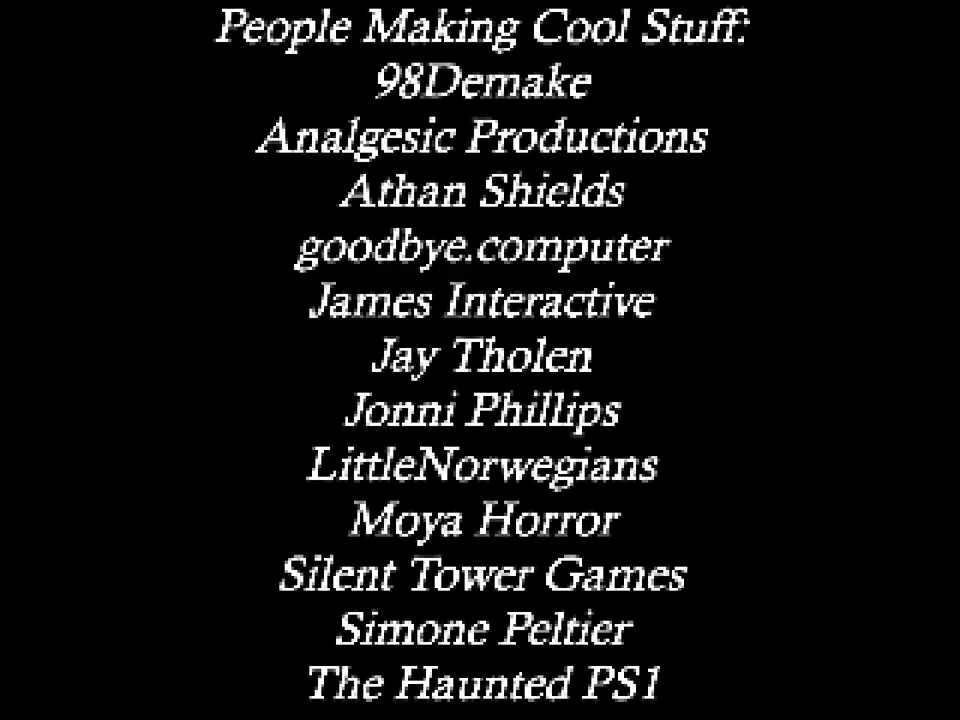 People Making Cool Stuff:
98Demake
Analgesic Productions
Athan Shields
goodbye.computer
James Interactive
Jay Tholen
Jonni Phillips
LittleNorwegians
Moya Horror
Silent Tower Games
Simone Peltier
The Haunted PS1